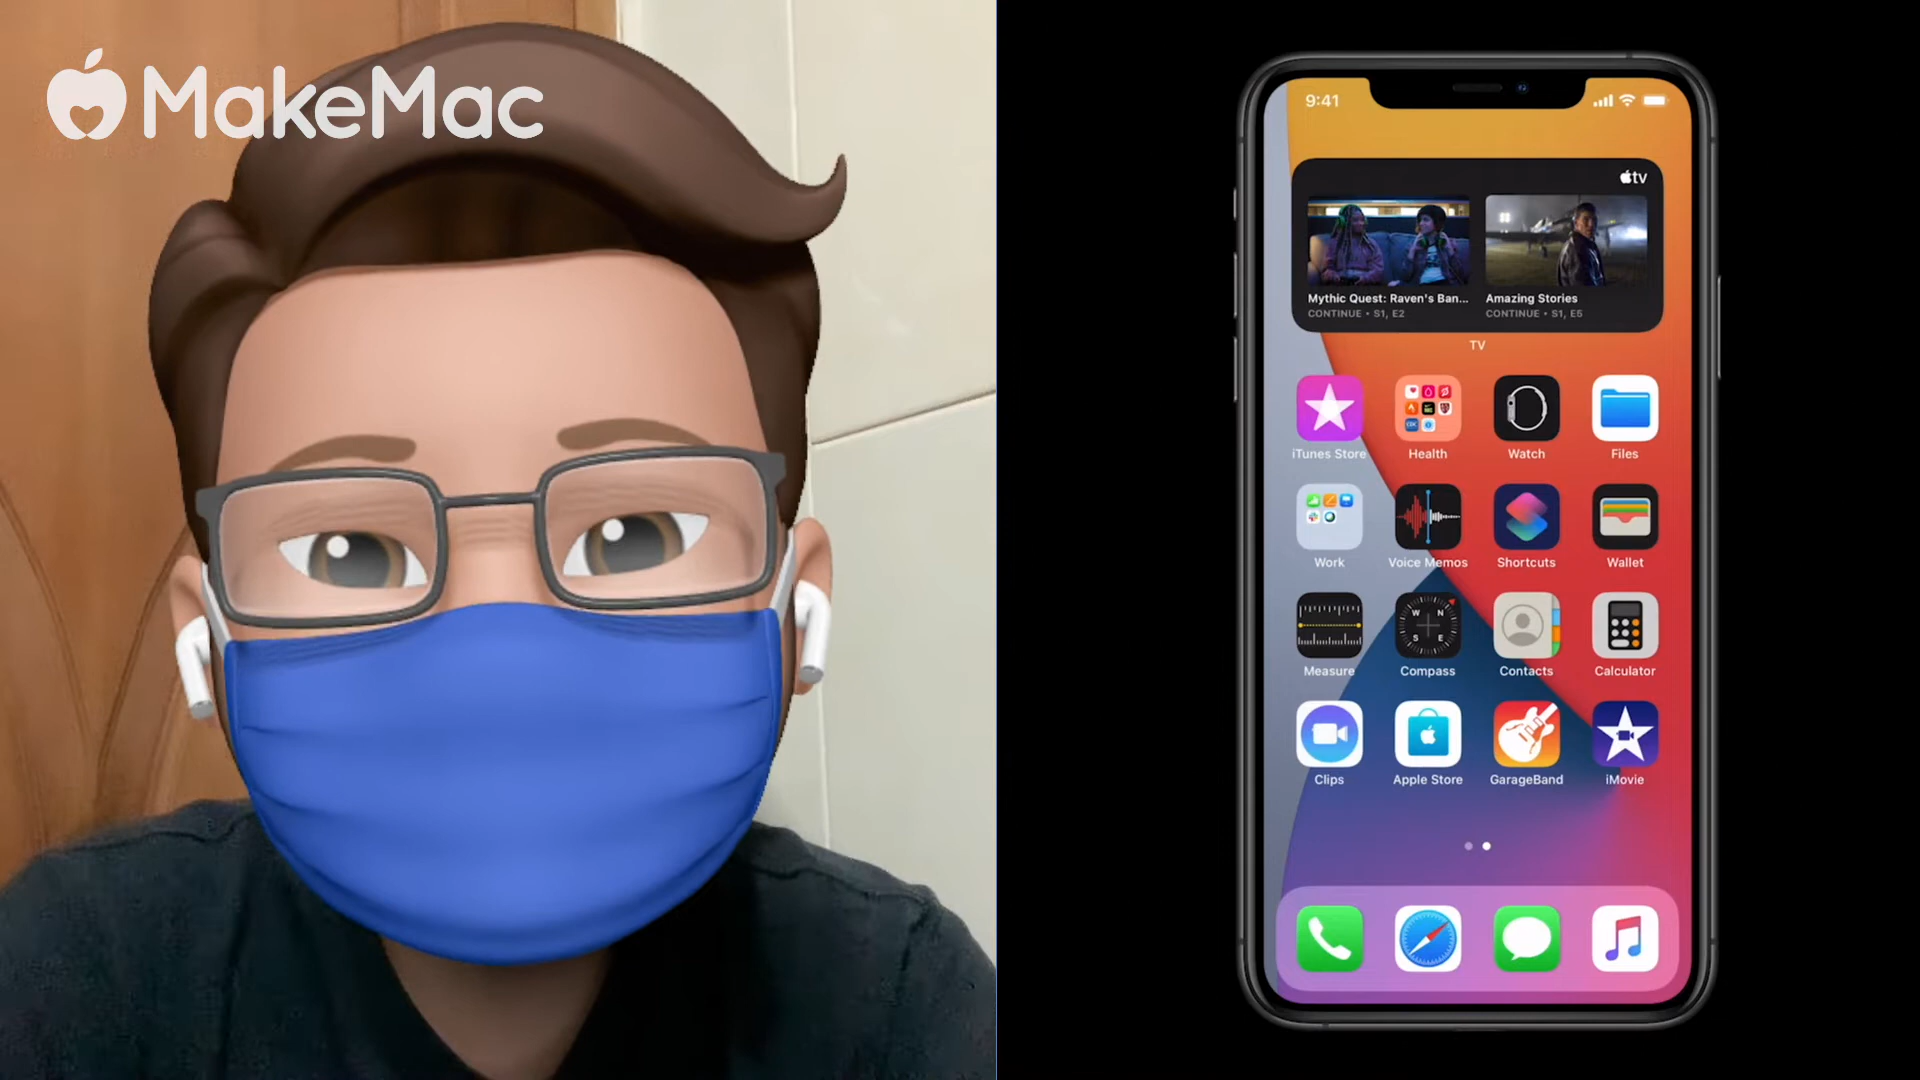 MakeMac
9:41
tv
Mythic Quest: Raven's Ban...
CONTINUE • S1, E2
Amazing Stories
CONTINUE • S1, E5
TV
iTunes Store
Health
Watch
Files
Work
Voice Memos
Shortcuts
Wallet
W N
S E
Measure
Compass
Contacts
Calculator
Clips
Apple Store
GarageBand
iMovie